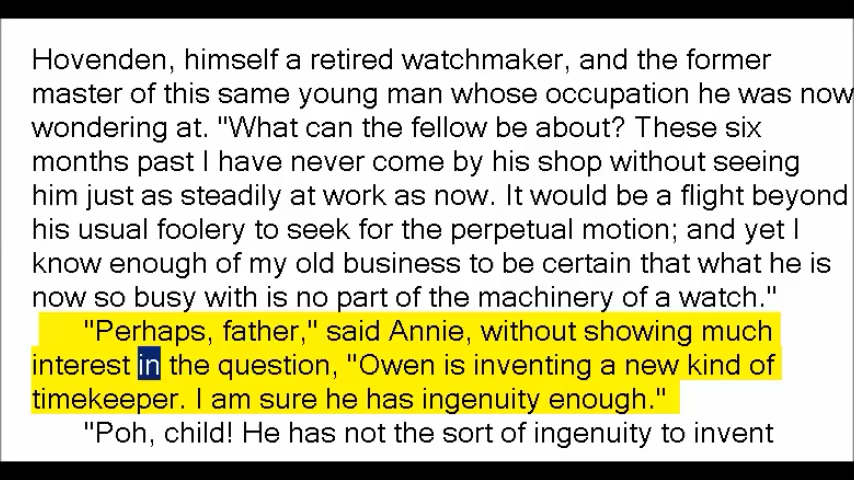 Hovenden, himself a retired watchmaker, and the former
master of this same young man whose occupation he was now
wondering at. "What can the fellow be about? These six
months past I have never come by his shop without seeing
him just as steadily at work as now. It would be a flight beyond
his usual foolery to seek for the perpetual motion; and yet I
know enough of my old business to be certain that what he is
now so busy with is no part of the machinery of a watch."
"Perhaps, father," said Annie, without showing much
interest in the question, "Owen is inventing a new kind of
timekeeper. I am sure he has ingenuity enough."
"Poh, child! He has not the sort of ingenuity to invent